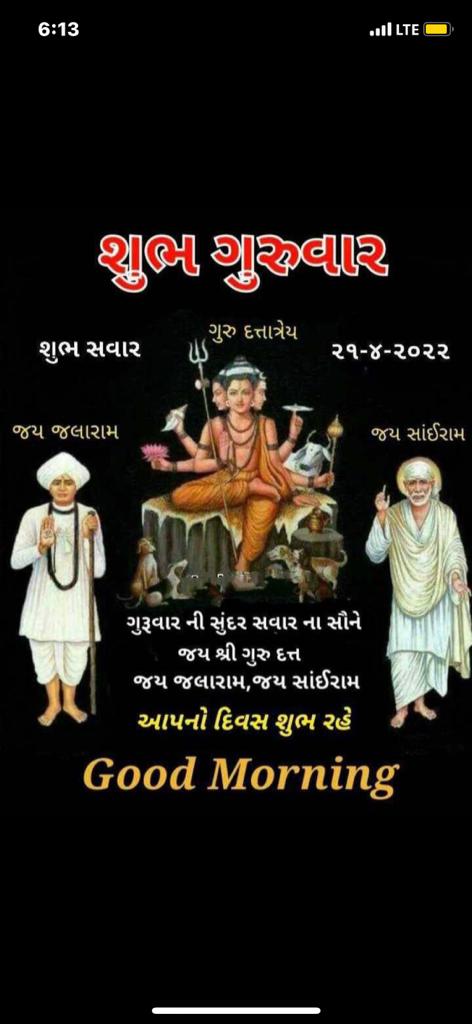 6:13
LTE
શુભ ગુરુવાર
ગુરુ દત્તાત્રેય
શુભ સવાર
૨૧-૪-૨૦૨૨
જય જલારામ
જય સાંઈરામ
ગુરૂવાર ની સુંદર સવાર ના સૌને
જય શ્રી ગુરુ દત્ત
જય જલારામ,જય સાંઈરામ
આપનો દિવસ શુભ રહે
Good Morning